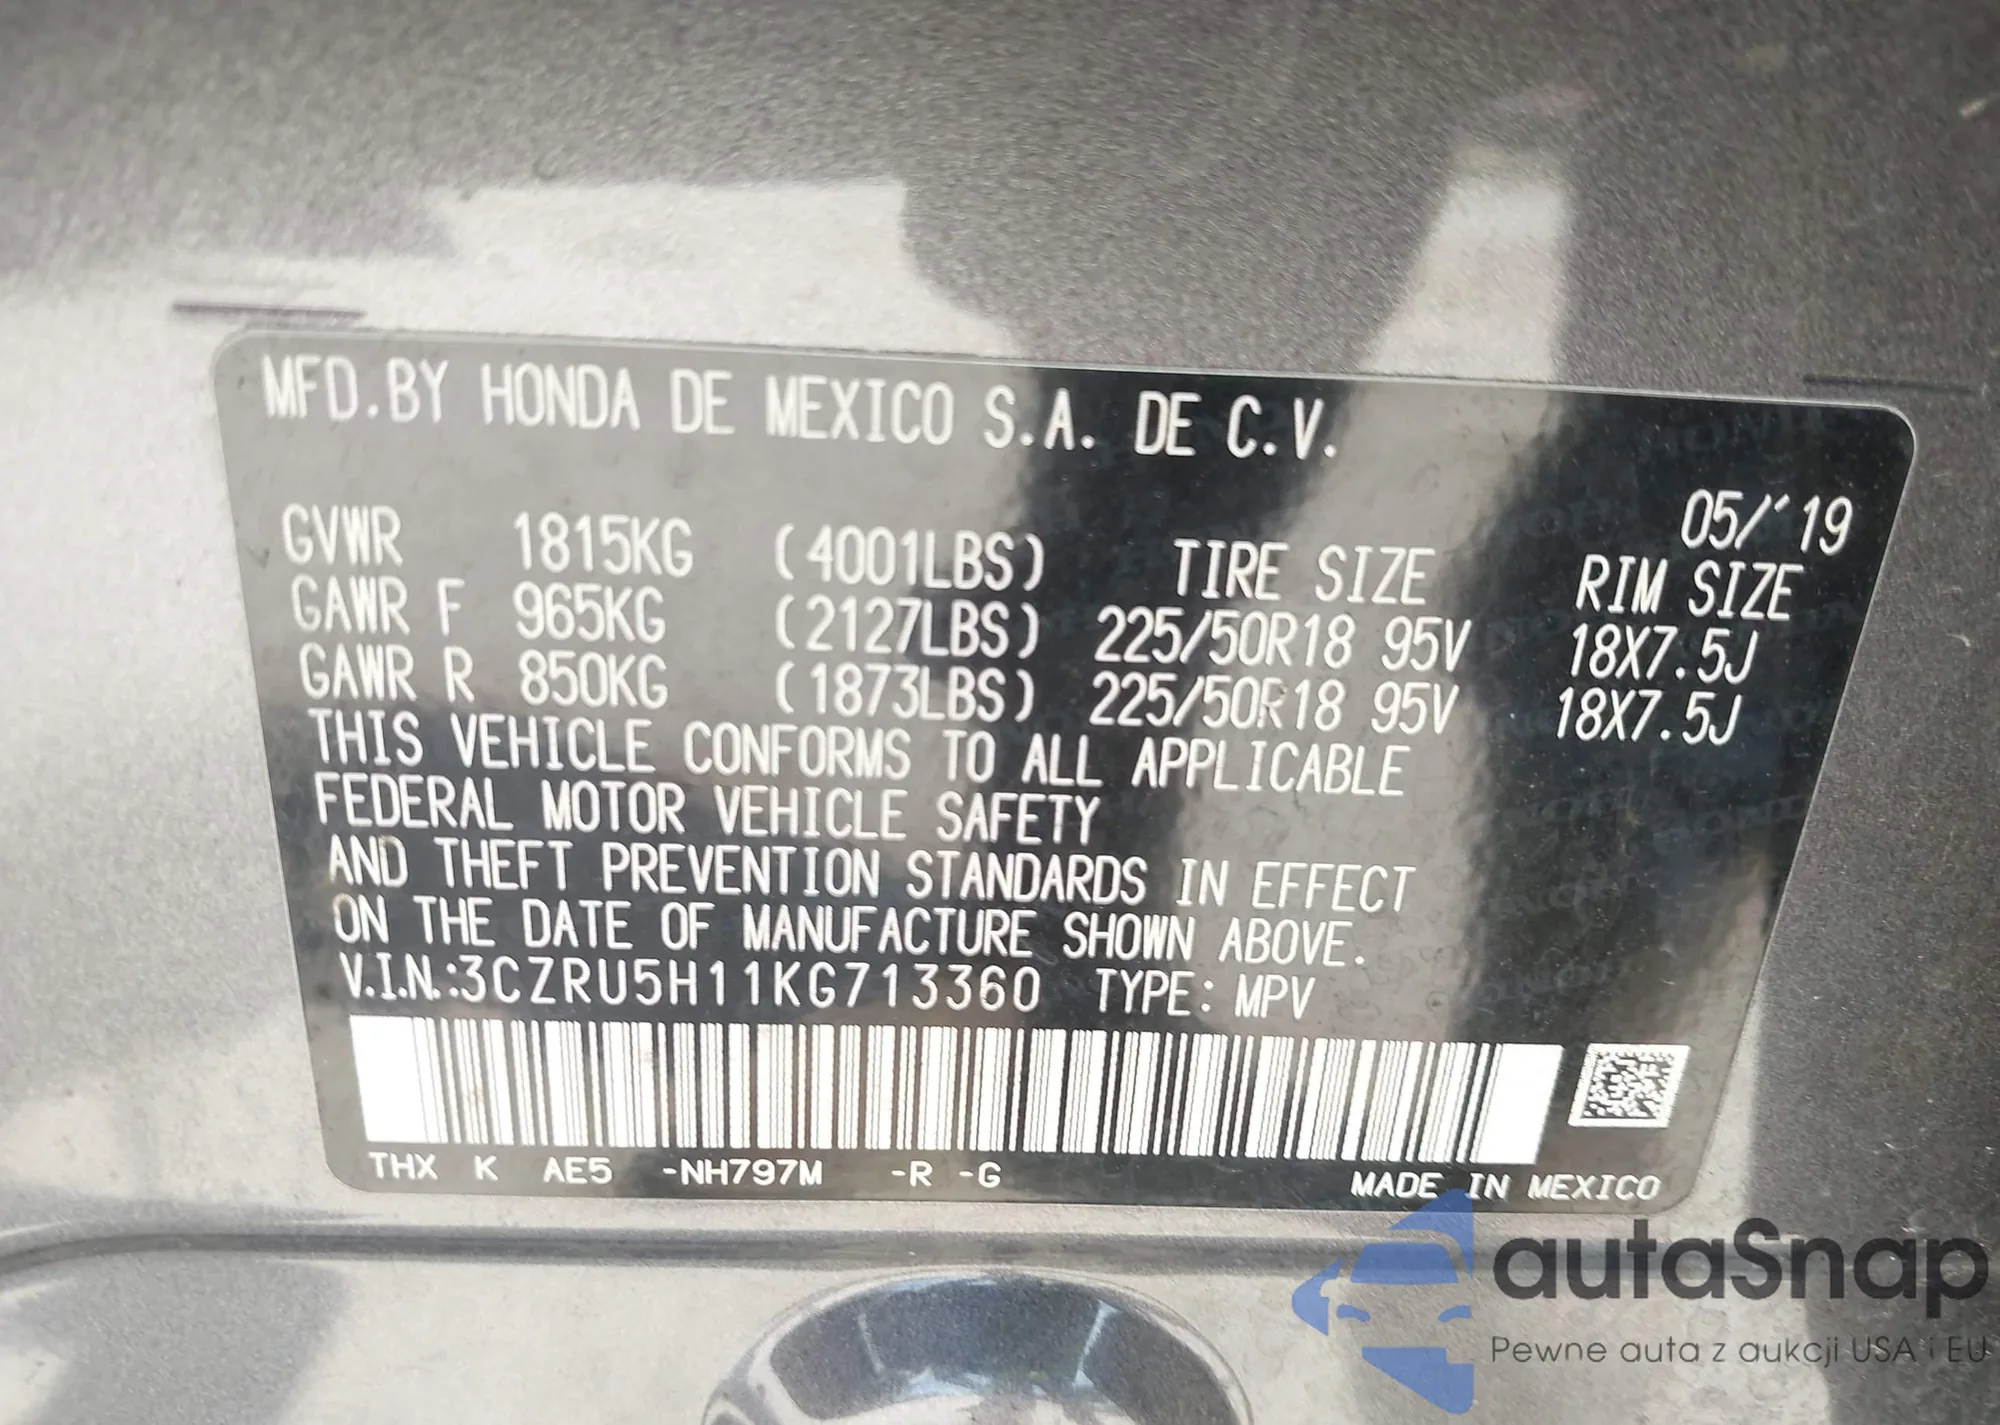 MFD.BY HONDA DE MEXICO S.A. DE C.V.
05/'19
GVWR 1815KG (4001LBS) TIRE SIZE RIM SIZE
GAWR F 965KG (2127LBS) 225/50R18 95V 18X7.5J
GAWR R 850KG (1873LBS) 225/50R18 95V 18X7.5J
THIS VEHICLE CONFORMS TO ALL APPLICABLE
FEDERAL MOTOR VEHICLE SAFETY
AND THEFT PREVENTION STANDARDS IN EFFECT
ON THE DATE OF MANUFACTURE SHOWN ABOVE.
V.I.N.:3CZRU5H11KG713360 TYPE: MPV
THX K AE5 -NH797M -R -G MADE IN MEXICO
autaSnap
Pewne auta z aukcji USA i EU